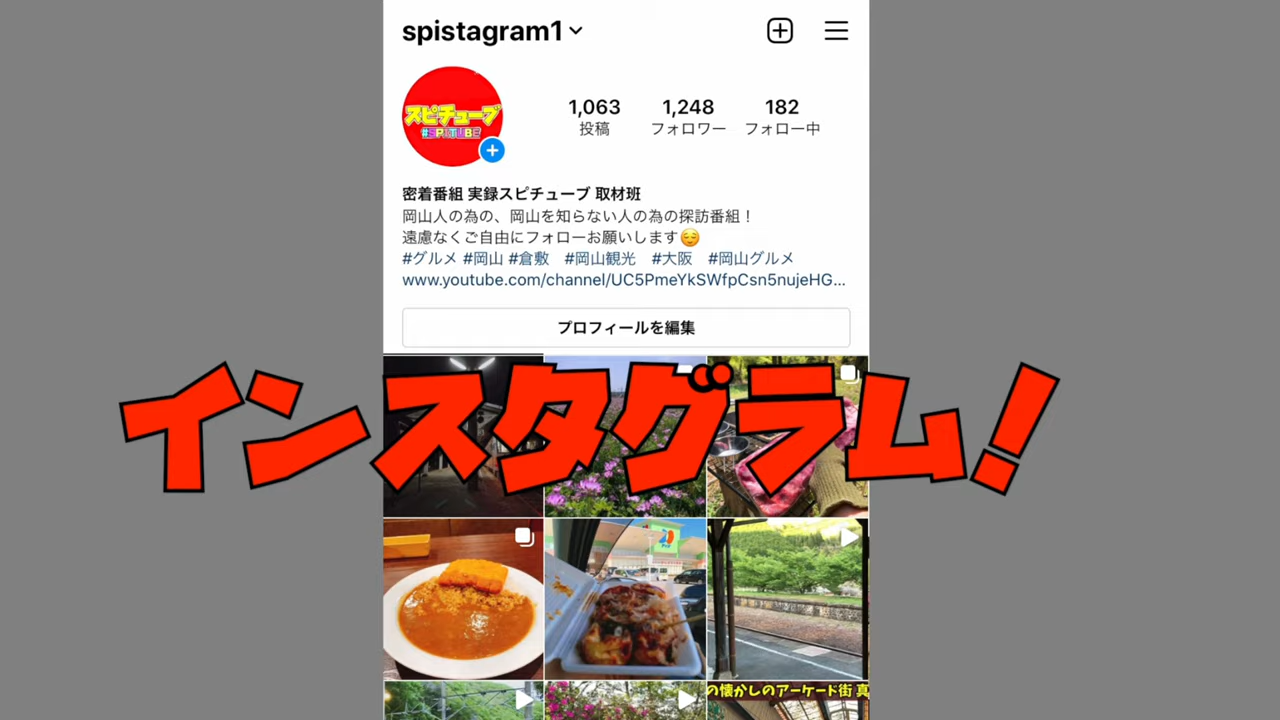 spistagram1
スピチューブ
#SPITUBE
1,063 1,248 182
投稿 フォロワー フォロー中
密着番組 実録スピチューブ 取材班
岡山人の為の、岡山を知らない人の為の探訪番組！
遠慮なくご自由にフォローお願いします😌
#グルメ #岡山 #倉敷 #岡山観光 #大阪 #岡山グルメ
www.youtube.com/channel/UC5PmeYkSWfpCsn5nujeHG...
プロフィールを編集
インスタグラム！
の懐かしのアーケード街 真